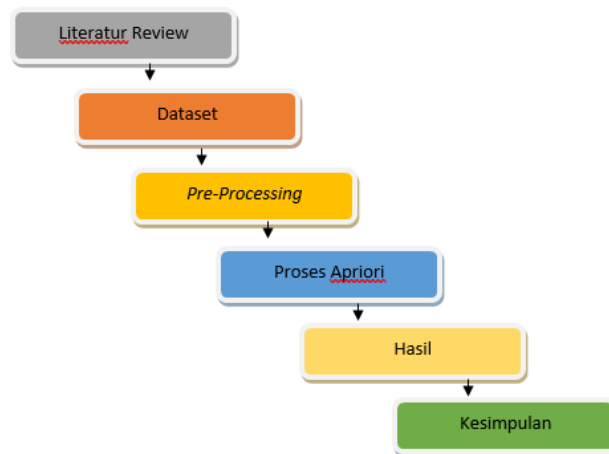 Literatur Review
Dataset
Pre-Processing
Proses Apriori
Hasil
Kesimpulan